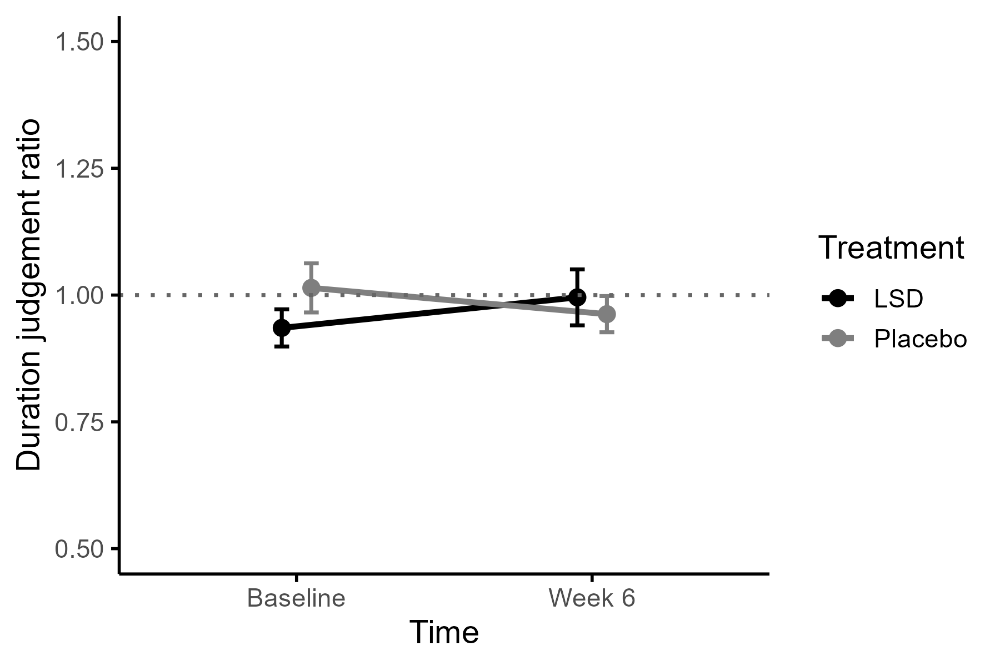 Duration judgement ratio
1.50
1.25
1.00
0.75
0.50
Baseline
Week 6
Time
Treatment
LSD
Placebo